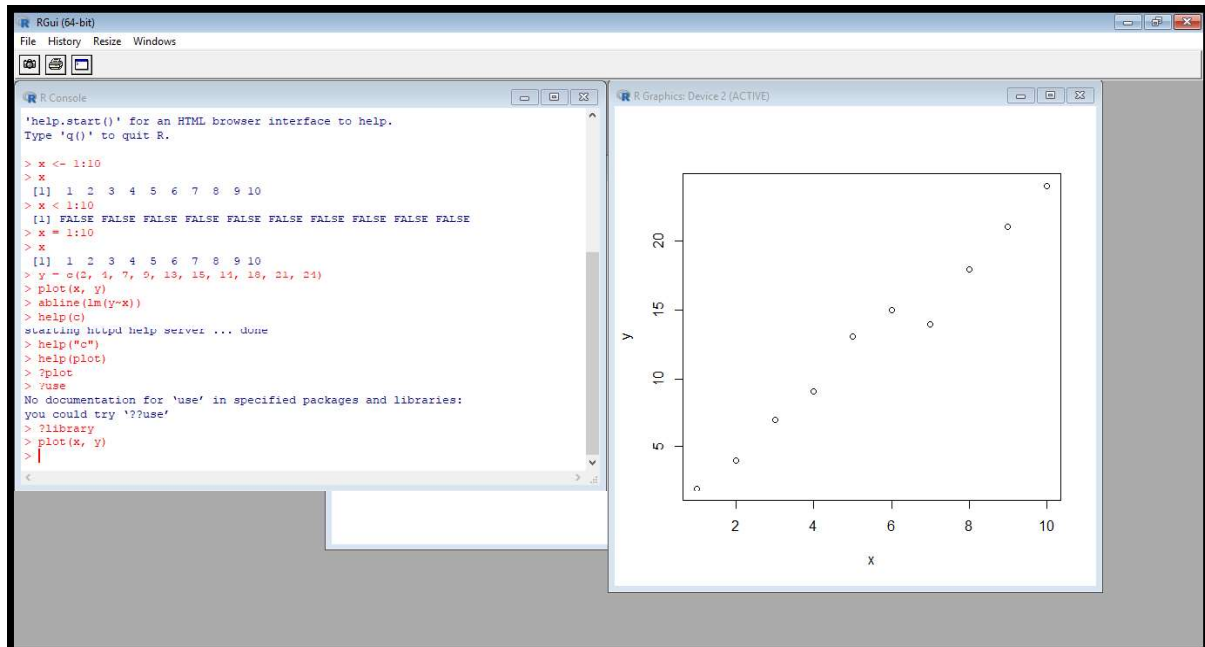 RGui (64-bit)
File History Resize Windows
R Console
'help.start()' for an HTML browser interface to help.
Type 'q()' to quit R.
> x <- 1:10
> x
[1] 1 2 3 4 5 6 7 8 9 10
> x < 1:10
[1] FALSE FALSE FALSE FALSE FALSE FALSE FALSE FALSE FALSE FALSE
> x = 1:10
> x
[1] 1 2 3 4 5 6 7 8 9 10
> y = c(2, 4, 7, 9, 13, 15, 14, 18, 21, 24)
> plot(x, y)
> abline(lm(y~x))
> help(c)
starting httpd help server ... done
> help("c")
> help(plot)
> ?plot
> ?use
No documentation for ‘use’ in specified packages and libraries:
you could try ‘??use’
> ?library
> plot(x, y)
>
R Graphics: Device 2 (ACTIVE)
20
15
10
5
y
2 4 6 8 10
x